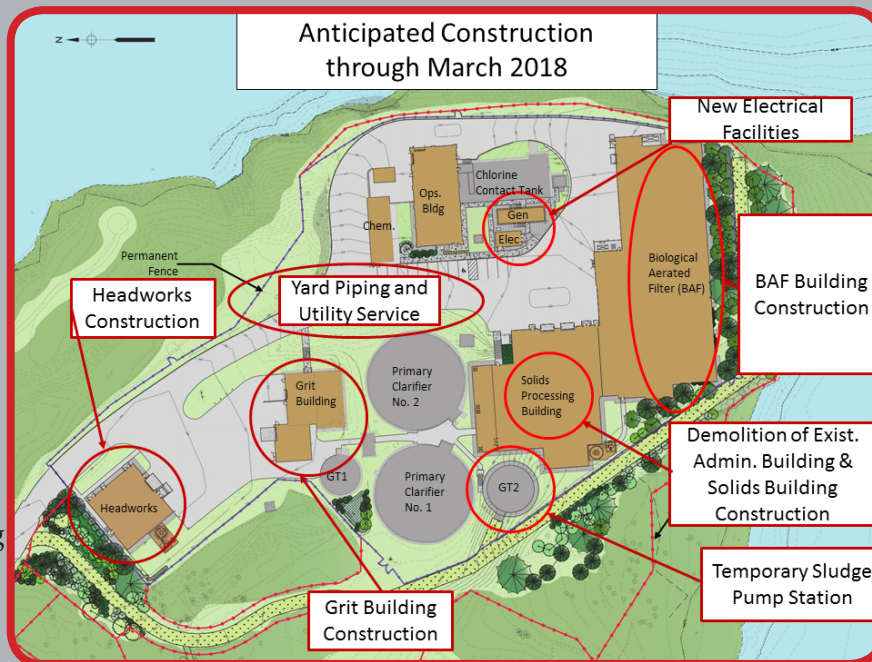 Anticipated Construction
through March 2018
N
New Electrical
Facilities
Chlorine
Contact Tank
Ops.
Bldg
Gen
Chem.
Elec
Permanent
Fence
Biological
Aerated
Filter (BAF)
BAF Building
Construction
Headworks
Construction
Yard Piping and
Utility Service
Grit
Building
Primary
Clarifier
No. 2
Solids
Processing
Building
Demolition of Exist.
Admin. Building &
Solids Building
Construction
GT1
Primary
Clarifier
No. 1
GT2
Headworks
g
Temporary Sludge
Pump Station
Grit Building
Construction